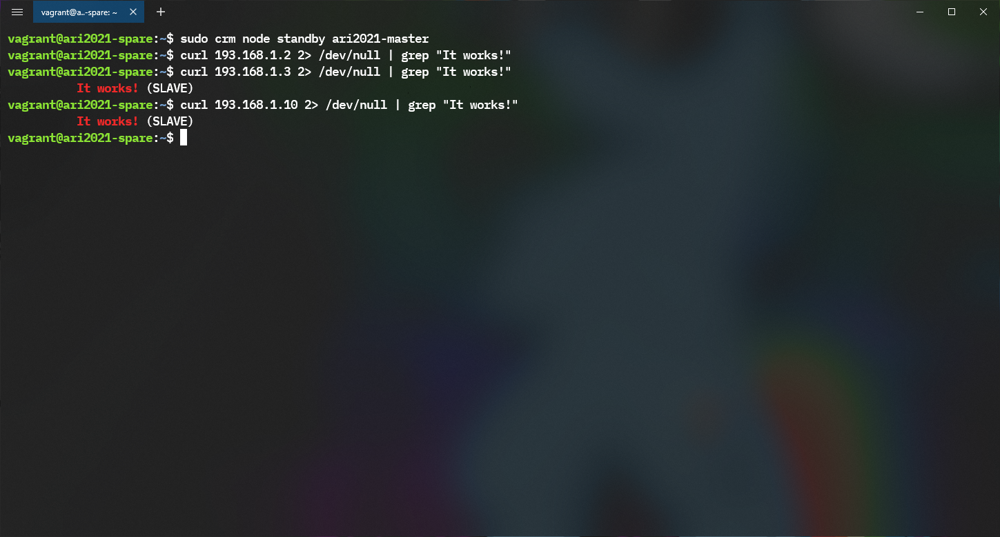 vagrant@a..-spare: ~
vagrant@ari2021-spare:~$ sudo crm node standby ari2021-master
vagrant@ari2021-spare:~$ curl 193.168.1.2 2> /dev/null | grep "It works!"
vagrant@ari2021-spare:~$ curl 193.168.1.3 2> /dev/null | grep "It works!"
          It works! (SLAVE)
vagrant@ari2021-spare:~$ curl 193.168.1.10 2> /dev/null | grep "It works!"
          It works! (SLAVE)
vagrant@ari2021-spare:~$